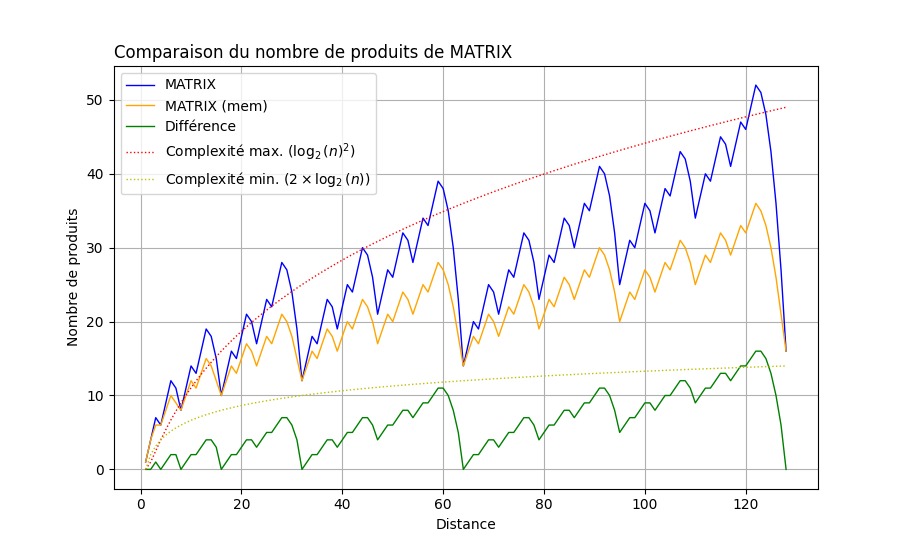 Comparaison du nombre de produits de MATRIX
MATRIX
MATRIX (mem)
Différence
Complexité max. (log₂(n)²)
Complexité min. (2 × log₂(n))
Nombre de produits
50
40
30
20
10
0
0 20 40 60 80 100 120
Distance